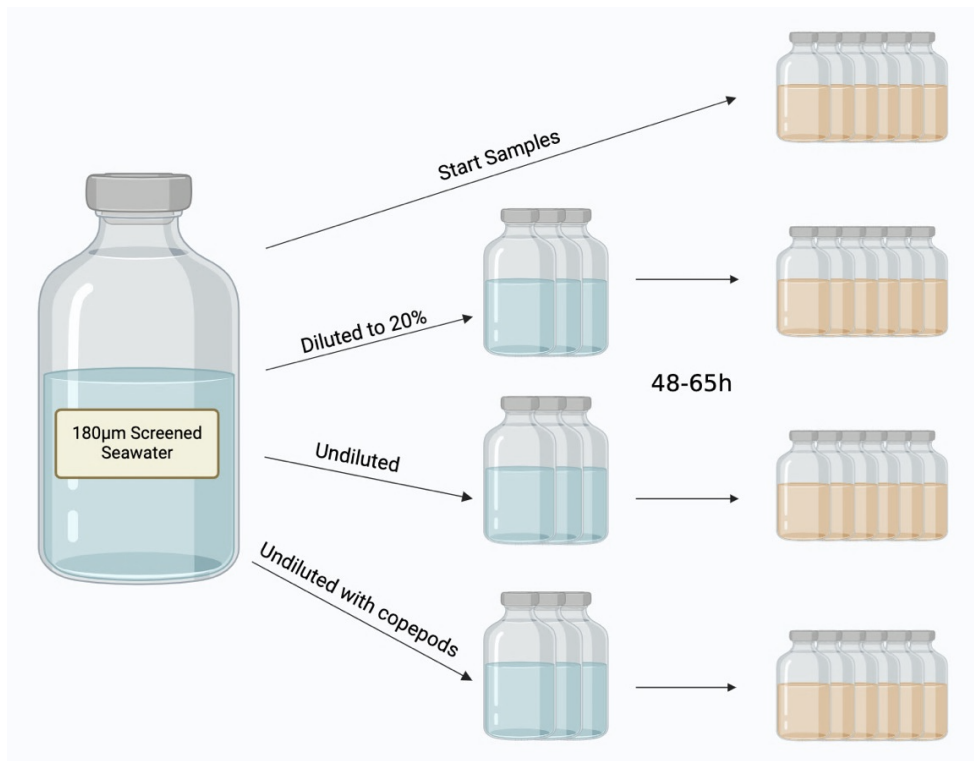 Start Samples
Diluted to 20%
48-65h
180µm Screened
Seawater
Undiluted
Undiluted with copepods